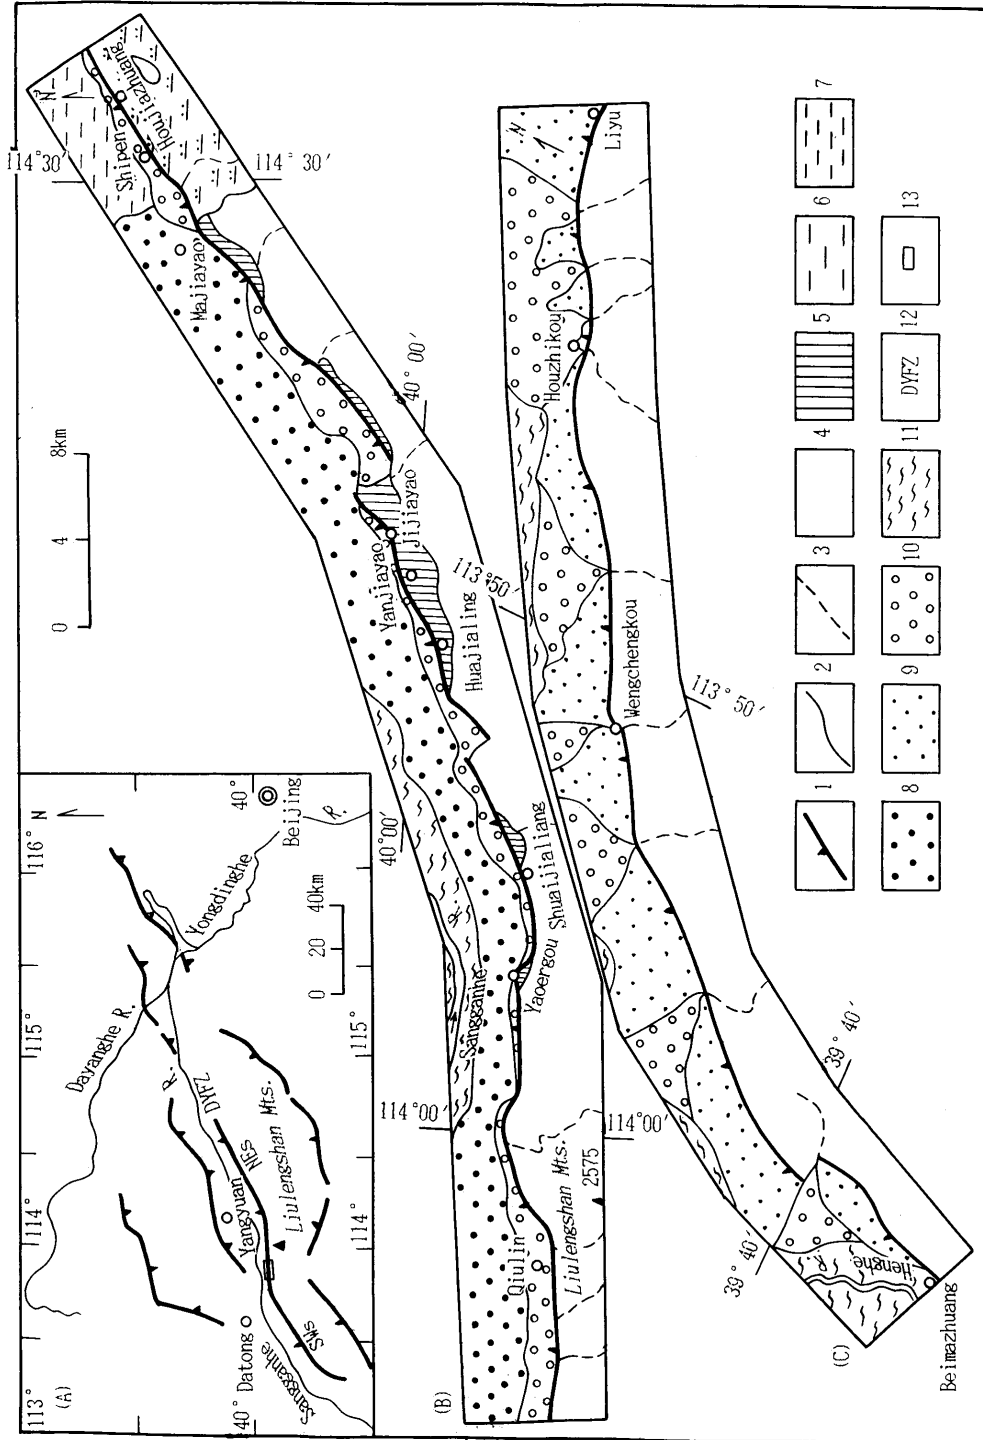 (A)
113°
114°
115°
116°
N
40°
40°
Dayanghe R.
Yongdinghe
R.
Beijing
R.
DYFZ
NEs
Yangyuan
Liulengshan Mts.
Datong
Sangganhe
SWs
0 20 40km
114°
115°
(B)
0 4 8km
114°00′
40°00′
114°30′
N
Shipen
Houjiazhuang
Majiayao
114°30′
40°00′
Yanjiayao
Jijiayao
Huajialing
Sangganhe
R.
Shuaijialiang
Yaoergou
Qiulin
Liulengshan Mts.
2575
114°00′
(C)
39°40′
113°50′
N
Liyu
Houzhikou
Wengchengkou
113°50′
39°40′
Henghe
R.
Beimazhuang
1
2
3
4
5
6
7
8
9
10
11
12
13
DYFZ